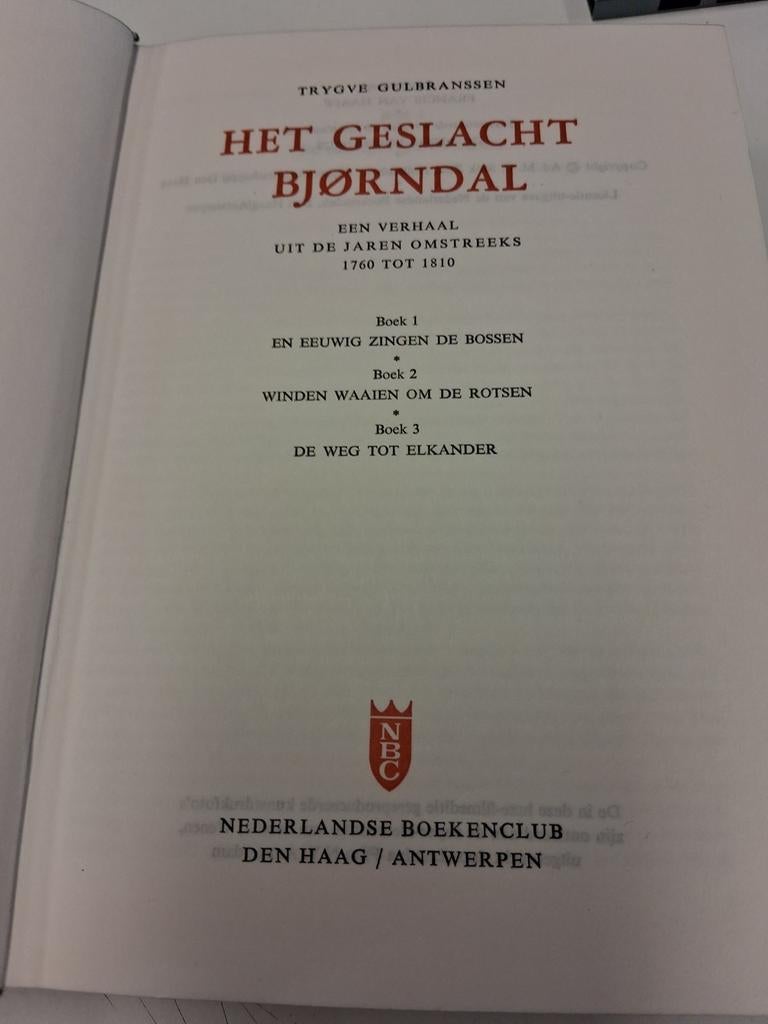 TRYGVE GULBRANSSEN
HET GESLACHT
BJØRNDAL
EEN VERHAAL
UIT DE JAREN OMSTREEKS
1760 TOT 1810
Boek 1
EN EEUWIG ZINGEN DE BOSSEN
*
Boek 2
WINDEN WAAIEN OM DE ROTSEN
*
Boek 3
DE WEG TOT ELKANDER
NBC
NEDERLANDSE BOEKENCLUB
DEN HAAG / ANTWERPEN